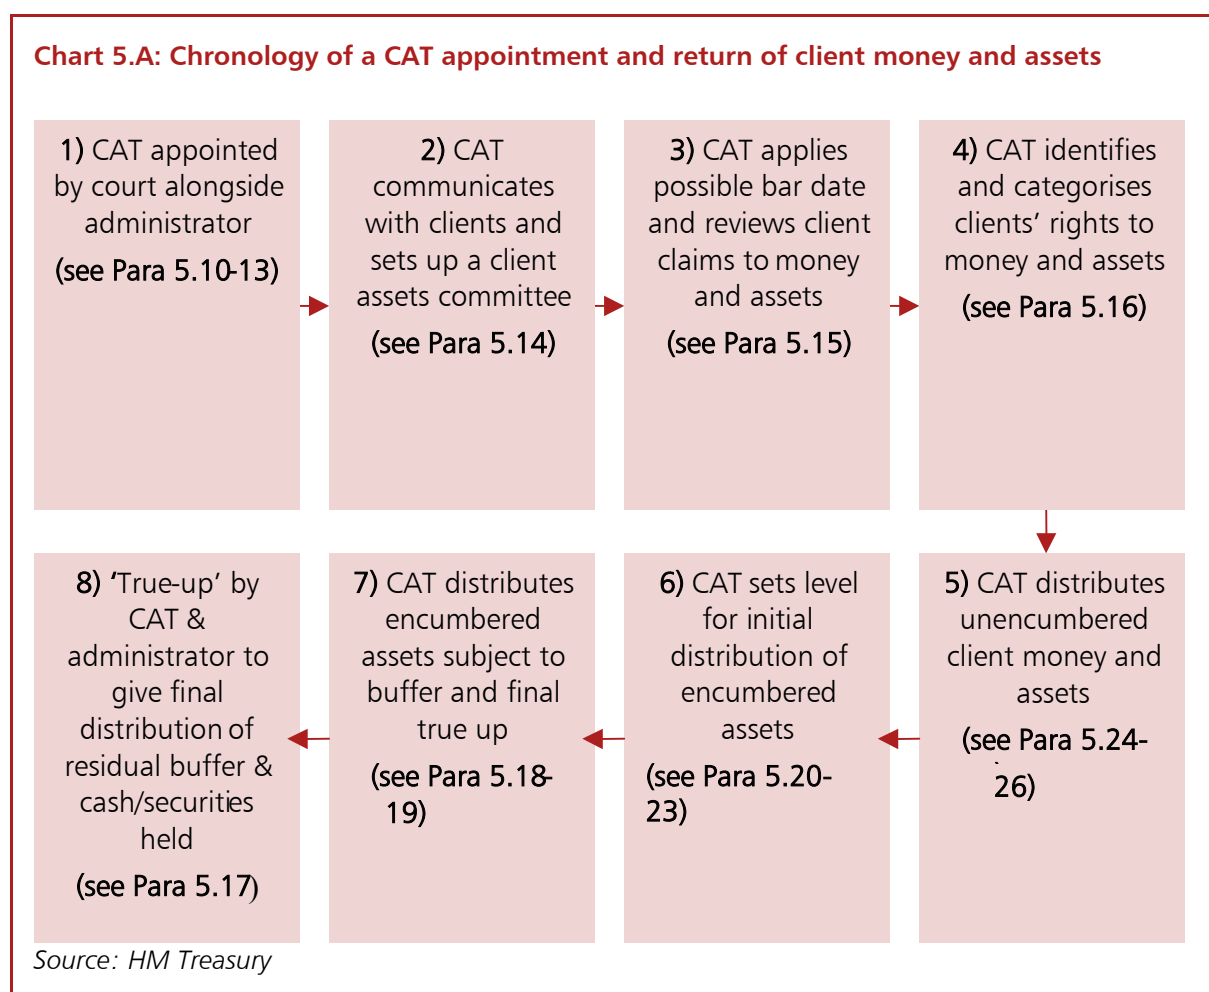 Chart 5.A: Chronology of a CAT appointment and return of client money and assets
1) CAT appointed
by court alongside
administrator
(see Para 5.10-13)
2) CAT
communicates
with clients and
sets up a client
assets committee
(see Para 5.14)
3) CAT applies
possible bar date
and reviews client
claims to money
and assets
(see Para 5.15)
4) CAT identifies
and categorises
clients’ rights to
money and assets
(see Para 5.16)
5) CAT distributes
unencumbered
client money and
assets
(see Para 5.24-
26)
6) CAT sets level
for initial
distribution of
encumbered
assets
(see Para 5.20-
23)
7) CAT distributes
encumbered
assets subject to
buffer and final
true up
(see Para 5.18-
19)
8) ‘True-up’ by
CAT &
administrator to
give final
distribution of
residual buffer &
cash/securities
held
(see Para 5.17)
Source: HM Treasury